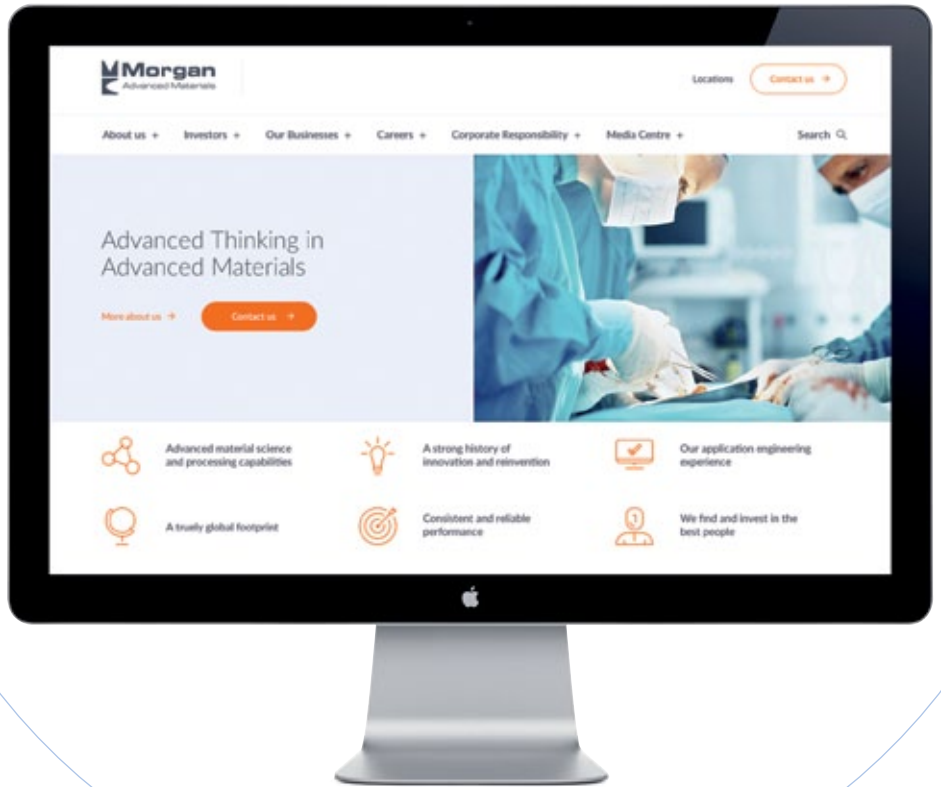 Morgan
Advanced Materials
Locations
Contact us →
About us +
Investors +
Our Businesses +
Careers +
Corporate Responsibility +
Media Centre +
Search
Advanced Thinking in
Advanced Materials
More about us →
Contact us →
Advanced material science
and processing capabilities
A strong history of
innovation and reinvention
Our application engineering
experience
A truely global footprint
Consistent and reliable
performance
1
We find and invest in the
best people